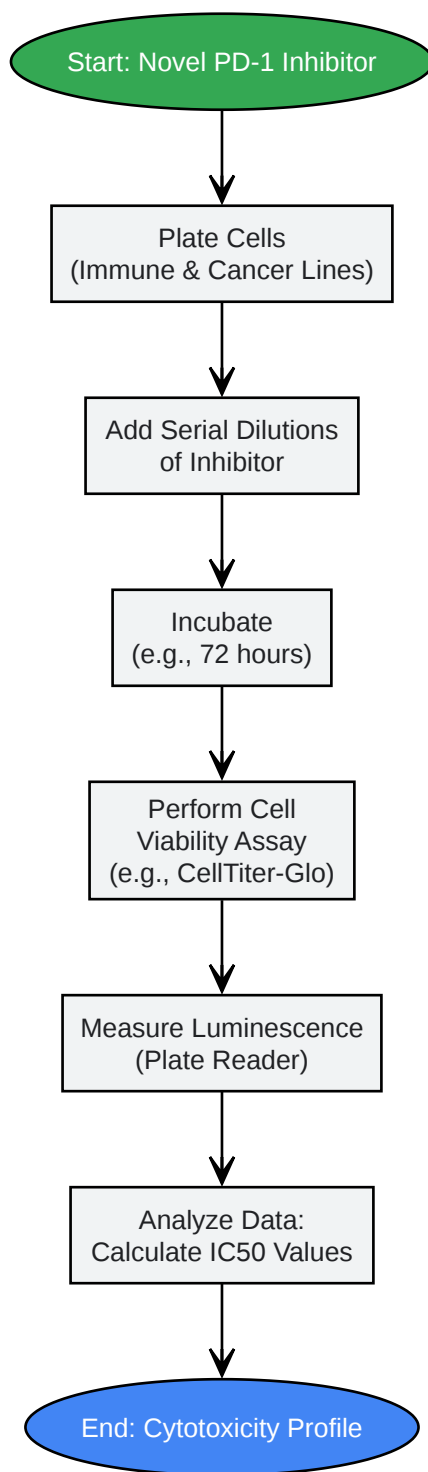 Start: Novel PD-1 Inhibitor
Plate Cells
(Immune & Cancer Lines)
Add Serial Dilutions
of Inhibitor
Incubate
(e.g., 72 hours)
Perform Cell
Viability Assay
(e.g., CellTiter-Glo)
Measure Luminescence
(Plate Reader)
Analyze Data:
Calculate IC50 Values
End: Cytotoxicity Profile